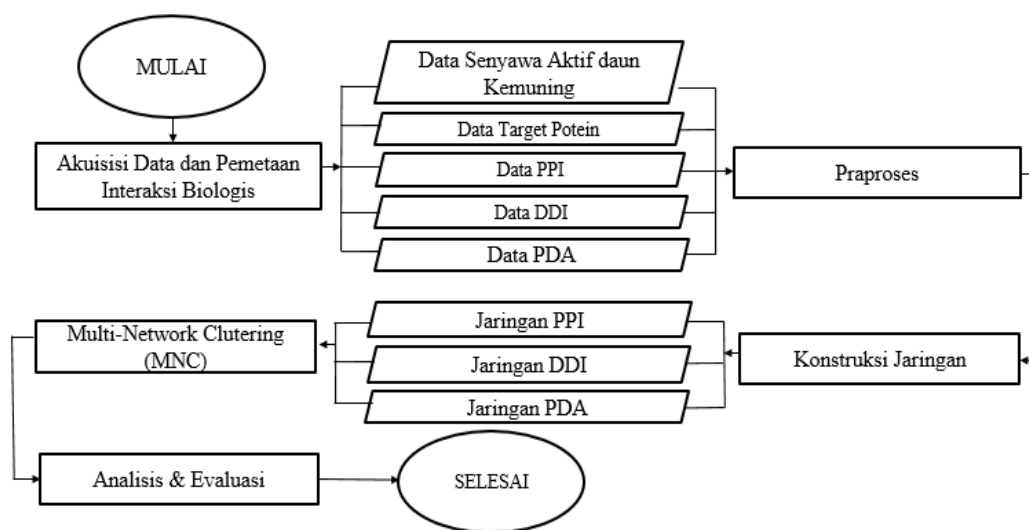 MULAI
Data Senyawa Aktif daun
Kemuning
Data Target Potein
Akuisisi Data dan Pemetaan
Interaksi Biologis
Data PPI
Praproses
Data DDI
Data PDA
Multi-Network Clutering
(MNC)
Jaringan PPI
Jaringan DDI
Konstruksi Jaringan
Jaringan PDA
Analisis & Evaluasi
SELESAI